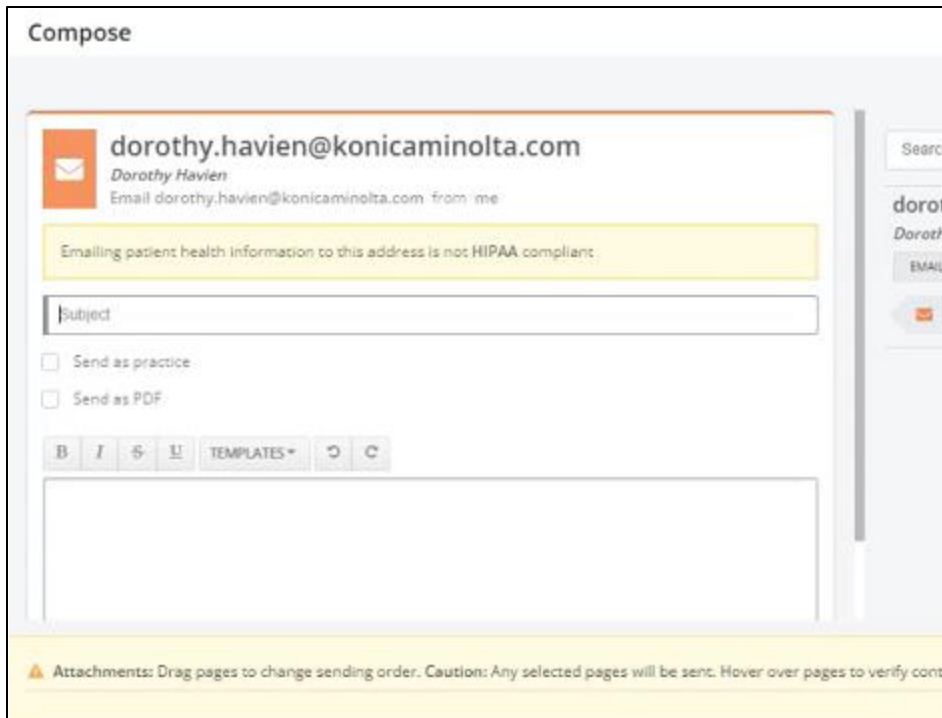 Compose
dorothy.havien@konicaminolta.com
Dorothy Havien
Email dorothy.havien@konicaminolta.com from me
Emailing patient health information to this address is not HIPAA compliant
Subject
Send as practice
Send as PDF
B I S U TEMPLATES
Attachments: Drag pages to change sending order. Caution: Any selected pages will be sent. Hover over pages to verify cont
Searc
dorot
Doroth
EMAIL